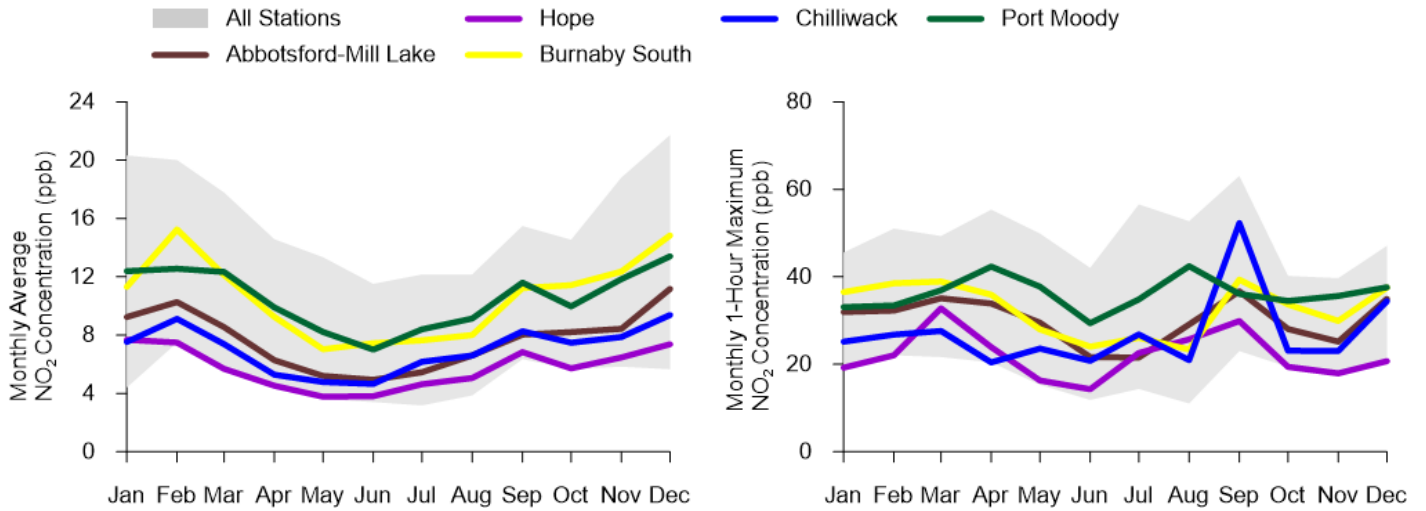 All Stations Hope Chilliwack Port Moody
Abbotsford-Mill Lake Burnaby South
Monthly Average
NO₂ Concentration (ppb)
24
20
16
12
8
4
0
Jan Feb Mar Apr May Jun Jul Aug Sep Oct Nov Dec
Monthly 1-Hour Maximum
NO₂ Concentration (ppb)
80
60
40
20
0
Jan Feb Mar Apr May Jun Jul Aug Sep Oct Nov Dec